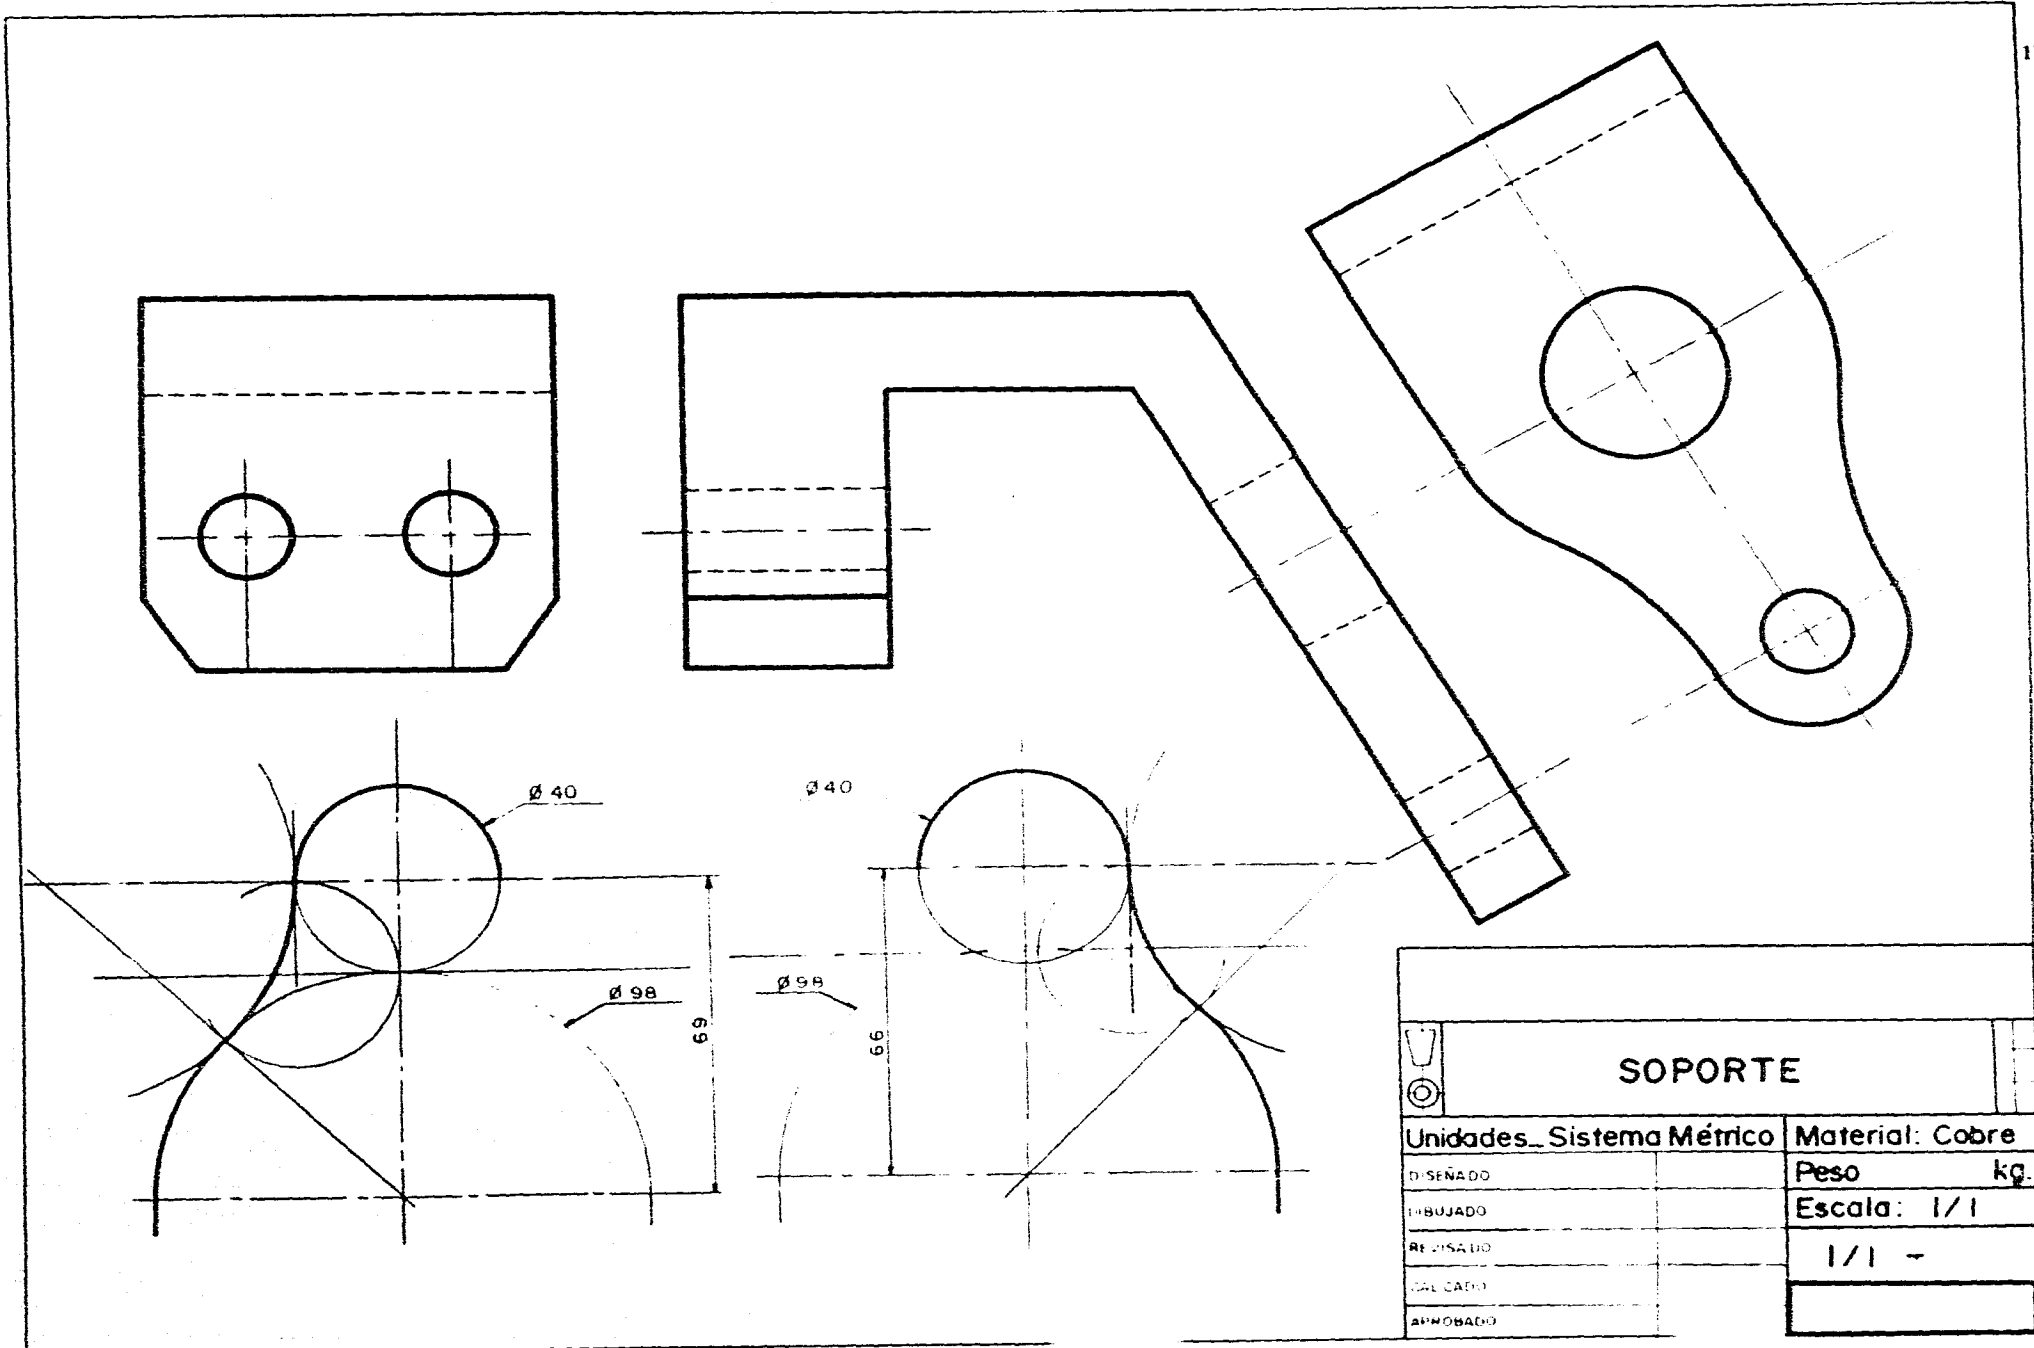 Ø 40
Ø 98
69
Ø 40
Ø 98
66
SOPORTE
Unidades_Sistema Métrico
Material: Cobre
DISEÑADO
Peso kg.
DIBUJADO
Escala: 1/1
REVISADO
1/1 -
CALCADO
APROBADO